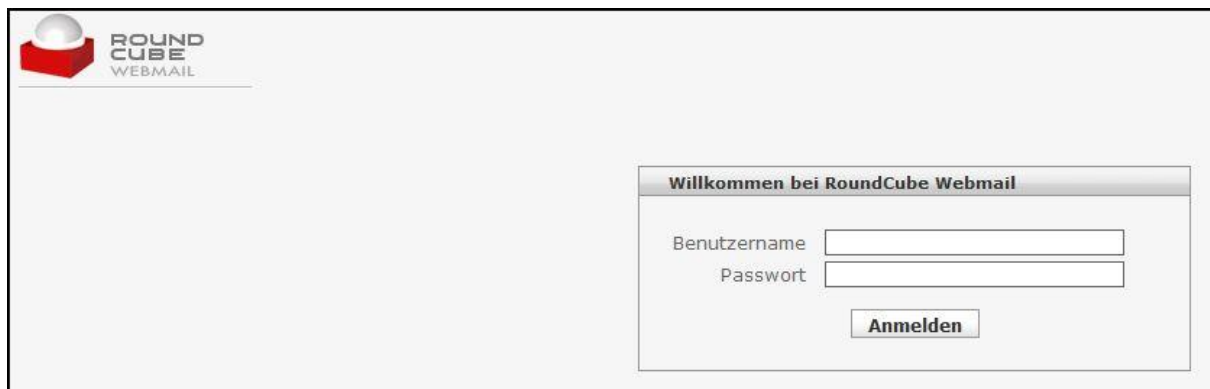 ROUND
CUBE
WEBMAIL
Willkommen bei RoundCube Webmail
Benutzername
Passwort
Anmelden